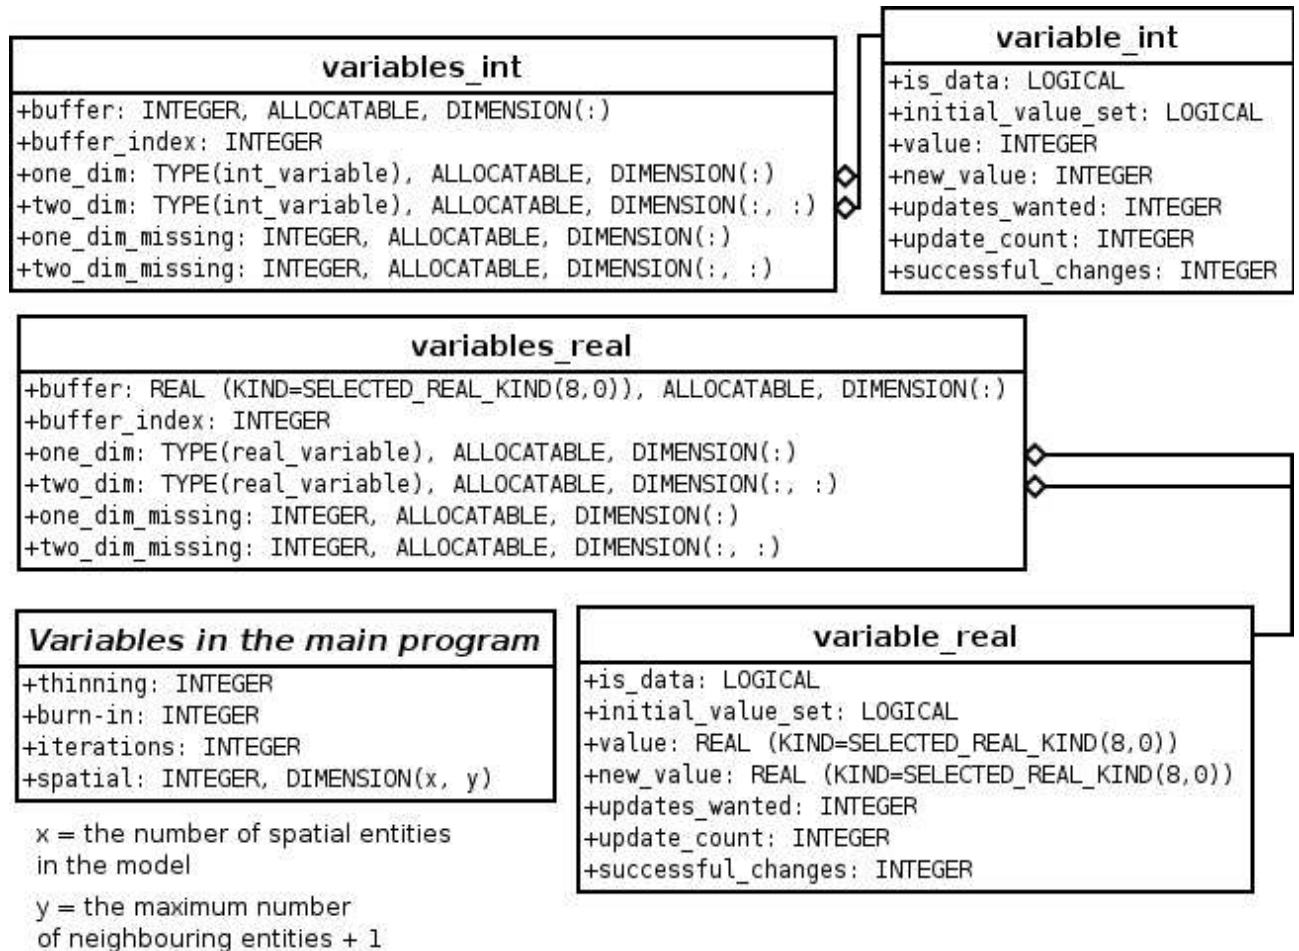 variables_int
+buffer: INTEGER, ALLOCATABLE, DIMENSION(:)
+buffer_index: INTEGER
+one_dim: TYPE(int_variable), ALLOCATABLE, DIMENSION(:)
+two_dim: TYPE(int_variable), ALLOCATABLE, DIMENSION(:, :)
+one_dim_missing: INTEGER, ALLOCATABLE, DIMENSION(:)
+two_dim_missing: INTEGER, ALLOCATABLE, DIMENSION(:, :)
variable_int
+is_data: LOGICAL
+initial_value_set: LOGICAL
+value: INTEGER
+new_value: INTEGER
+updates_wanted: INTEGER
+update_count: INTEGER
+successful_changes: INTEGER
variables_real
+buffer: REAL (KIND=SELECTED_REAL_KIND(8,0)), ALLOCATABLE, DIMENSION(:)
+buffer_index: INTEGER
+one_dim: TYPE(real_variable), ALLOCATABLE, DIMENSION(:)
+two_dim: TYPE(real_variable), ALLOCATABLE, DIMENSION(:, :)
+one_dim_missing: INTEGER, ALLOCATABLE, DIMENSION(:)
+two_dim_missing: INTEGER, ALLOCATABLE, DIMENSION(:, :)
Variables in the main program
+thinning: INTEGER
+burn-in: INTEGER
+iterations: INTEGER
+spatial: INTEGER, DIMENSION(x, y)
x = the number of spatial entities
in the model
y = the maximum number
of neighbouring entities + 1
variable_real
+is_data: LOGICAL
+initial_value_set: LOGICAL
+value: REAL (KIND=SELECTED_REAL_KIND(8,0))
+new_value: REAL (KIND=SELECTED_REAL_KIND(8,0))
+updates_wanted: INTEGER
+update_count: INTEGER
+successful_changes: INTEGER